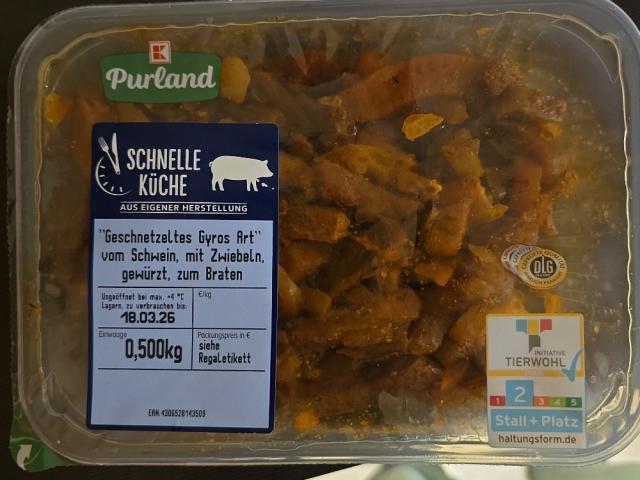 Purland
SCHNELLE
KÜCHE
AUS EIGENER HERSTELLUNG
"Geschnetzeltes Gyros Art"
vom Schwein, mit Zwiebeln,
gewürzt, zum Braten
Ungeöffnet bei max. +4 °C
lagern, zu verbrauchen bis:
18.03.26
€/kg
Einwaage
0,500kg
Packungspreis in €
siehe
Regaletikett
EAN:4306528143509
DLG
INITIATIVE
TIERWOHL
1 2 3 4 5
Stall + Platz
haltungsform.de